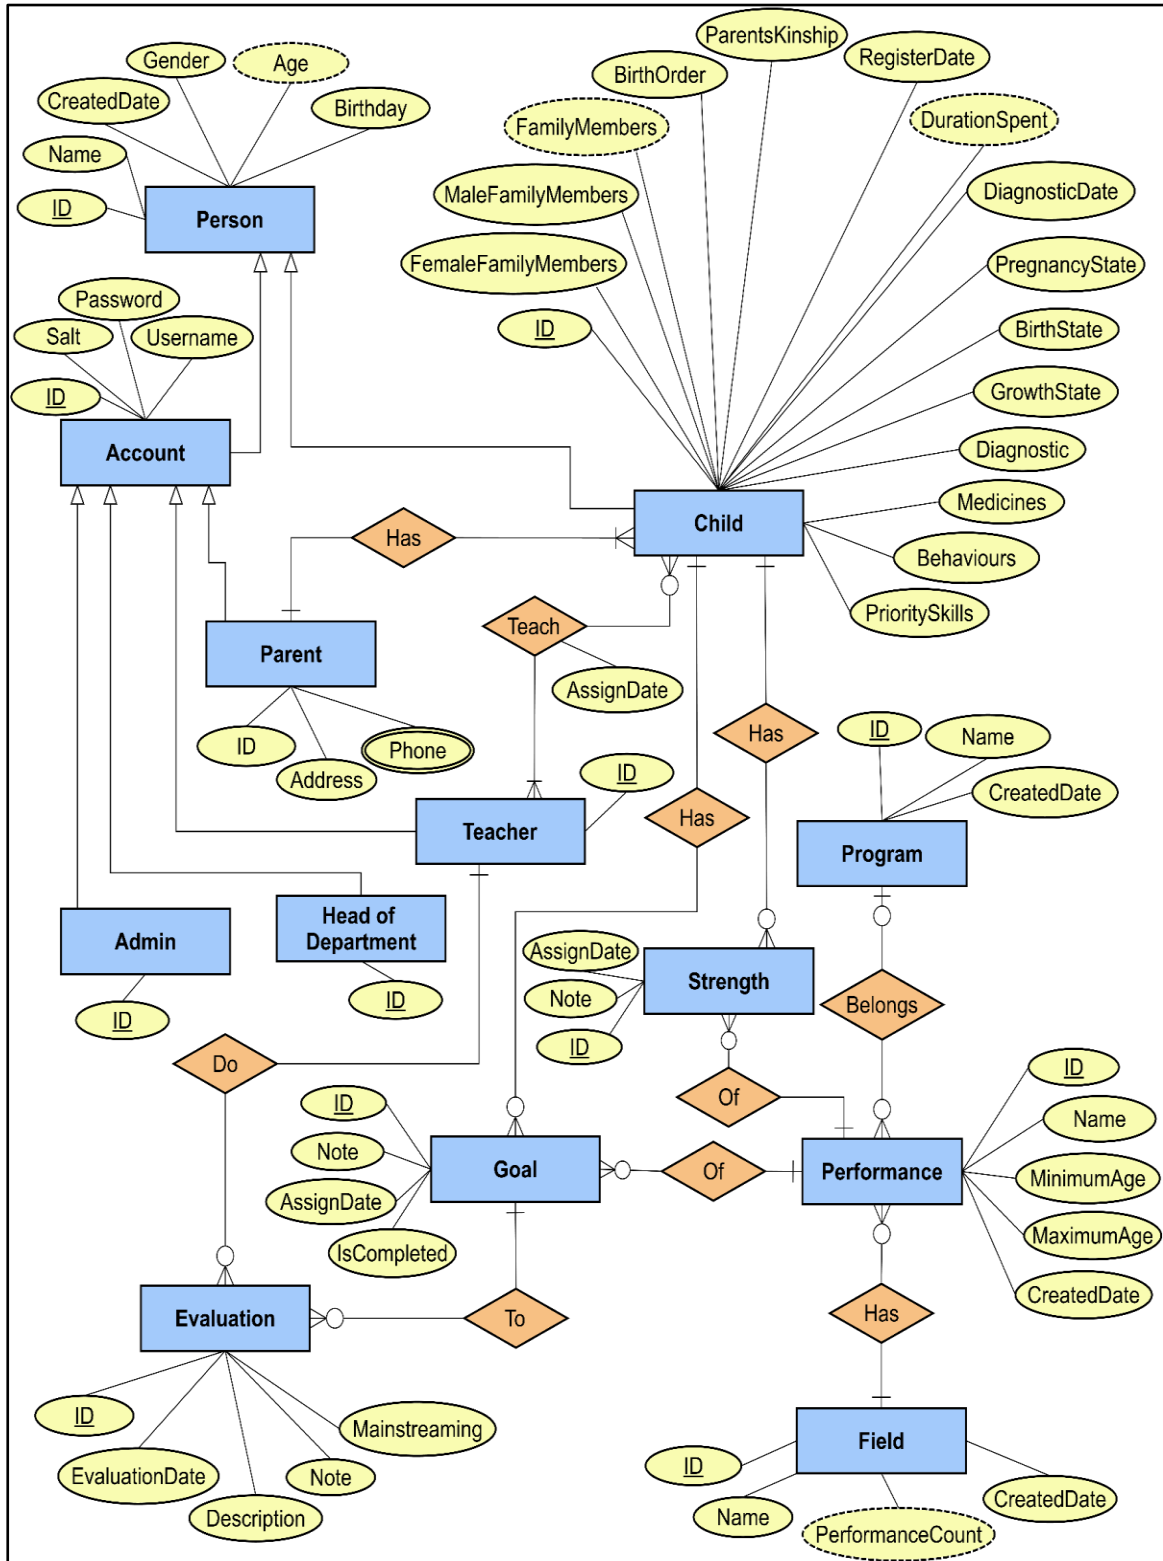 ParentsKinship
Gender
Age
RegisterDate
BirthOrder
CreatedDate
Birthday
FamilyMembers
DurationSpent
Name
MaleFamilyMembers
DiagnosticDate
ID
Person
FemaleFamilyMembers
PregnancyState
Password
Salt
Username
ID
BirthState
ID
GrowthState
Account
Diagnostic
Medicines
Child
Has
Behaviours
PrioritySkills
Teach
Parent
AssignDate
ID
Name
Has
ID
Phone
Address
ID
CreatedDate
Has
Teacher
Program
Head of
Department
Admin
AssignDate
Strength
Note
Belongs
ID
ID
ID
Do
ID
Of
ID
Name
Note
Goal
Of
Performance
MinimumAge
AssignDate
MaximumAge
IsCompleted
CreatedDate
Evaluation
To
Has
ID
Mainstreaming
Field
ID
EvaluationDate
Note
CreatedDate
Name
Description
PerformanceCount